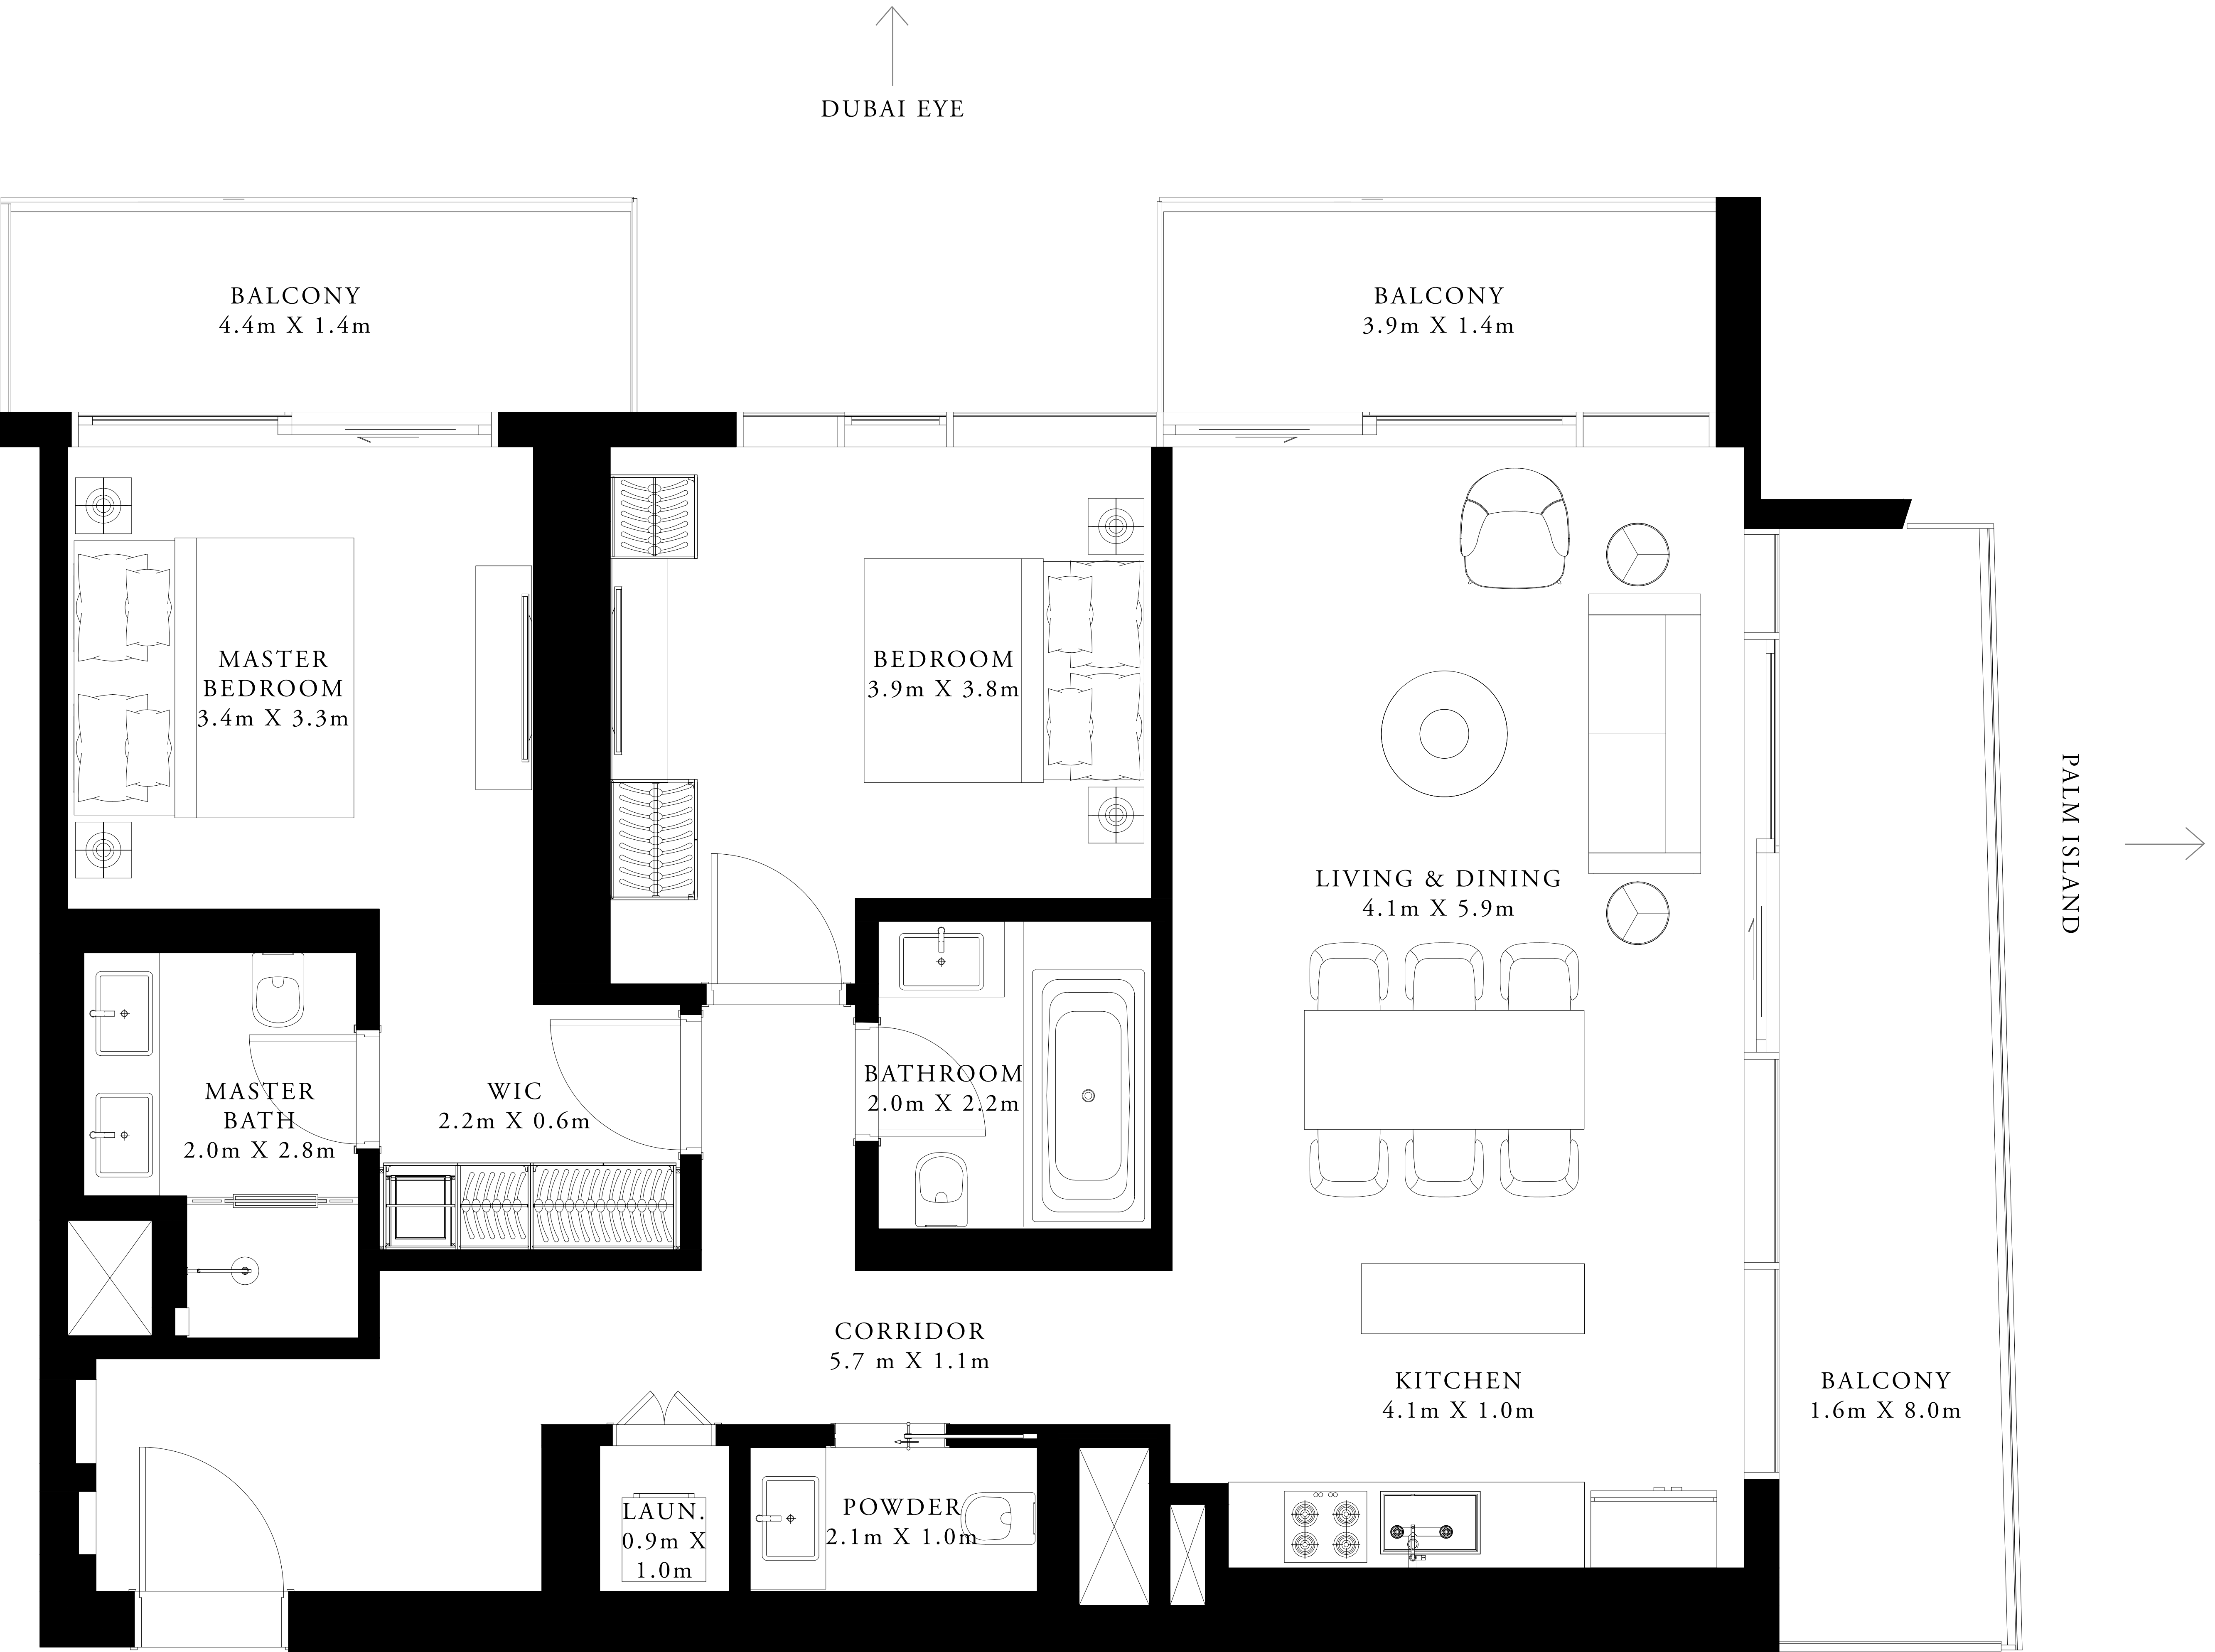 DUBAI EYE
BALCONY
4.4m X 1.4m
BALCONY
3.9m X 1.4m
MASTER
BEDROOM
3.4m X 3.3m
BEDROOM
3.9m X 3.8m
PALM ISLAND
LIVING & DINING
4.1m X 5.9m
MASTER
BATH
2.0m X 2.8m
WIC
2.2m X 0.6m
BATHROOM
2.0m X 2.2m
CORRIDOR
5.7 m X 1.1m
KITCHEN
4.1m X 1.0m
BALCONY
1.6m X 8.0m
LAUN.
0.9m X
1.0m
POWDER
2.1m X 1.0m